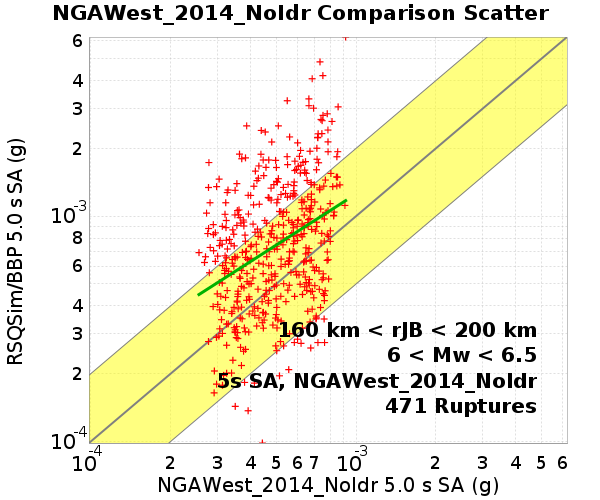 NGAWest_2014_NoIdr Comparison Scatter
RSQSim/BBP 5.0 s SA (g)
6
4
3
2
10-3
8
6
4
3
2
10-4
160 km < rJB < 200 km
6 < Mw < 6.5
5s SA, NGAWest_2014_NoIdr
471 Ruptures
10-4 2 3 4 5 6 7 10-3 2 3 4 5 6
NGAWest_2014_NoIdr 5.0 s SA (g)